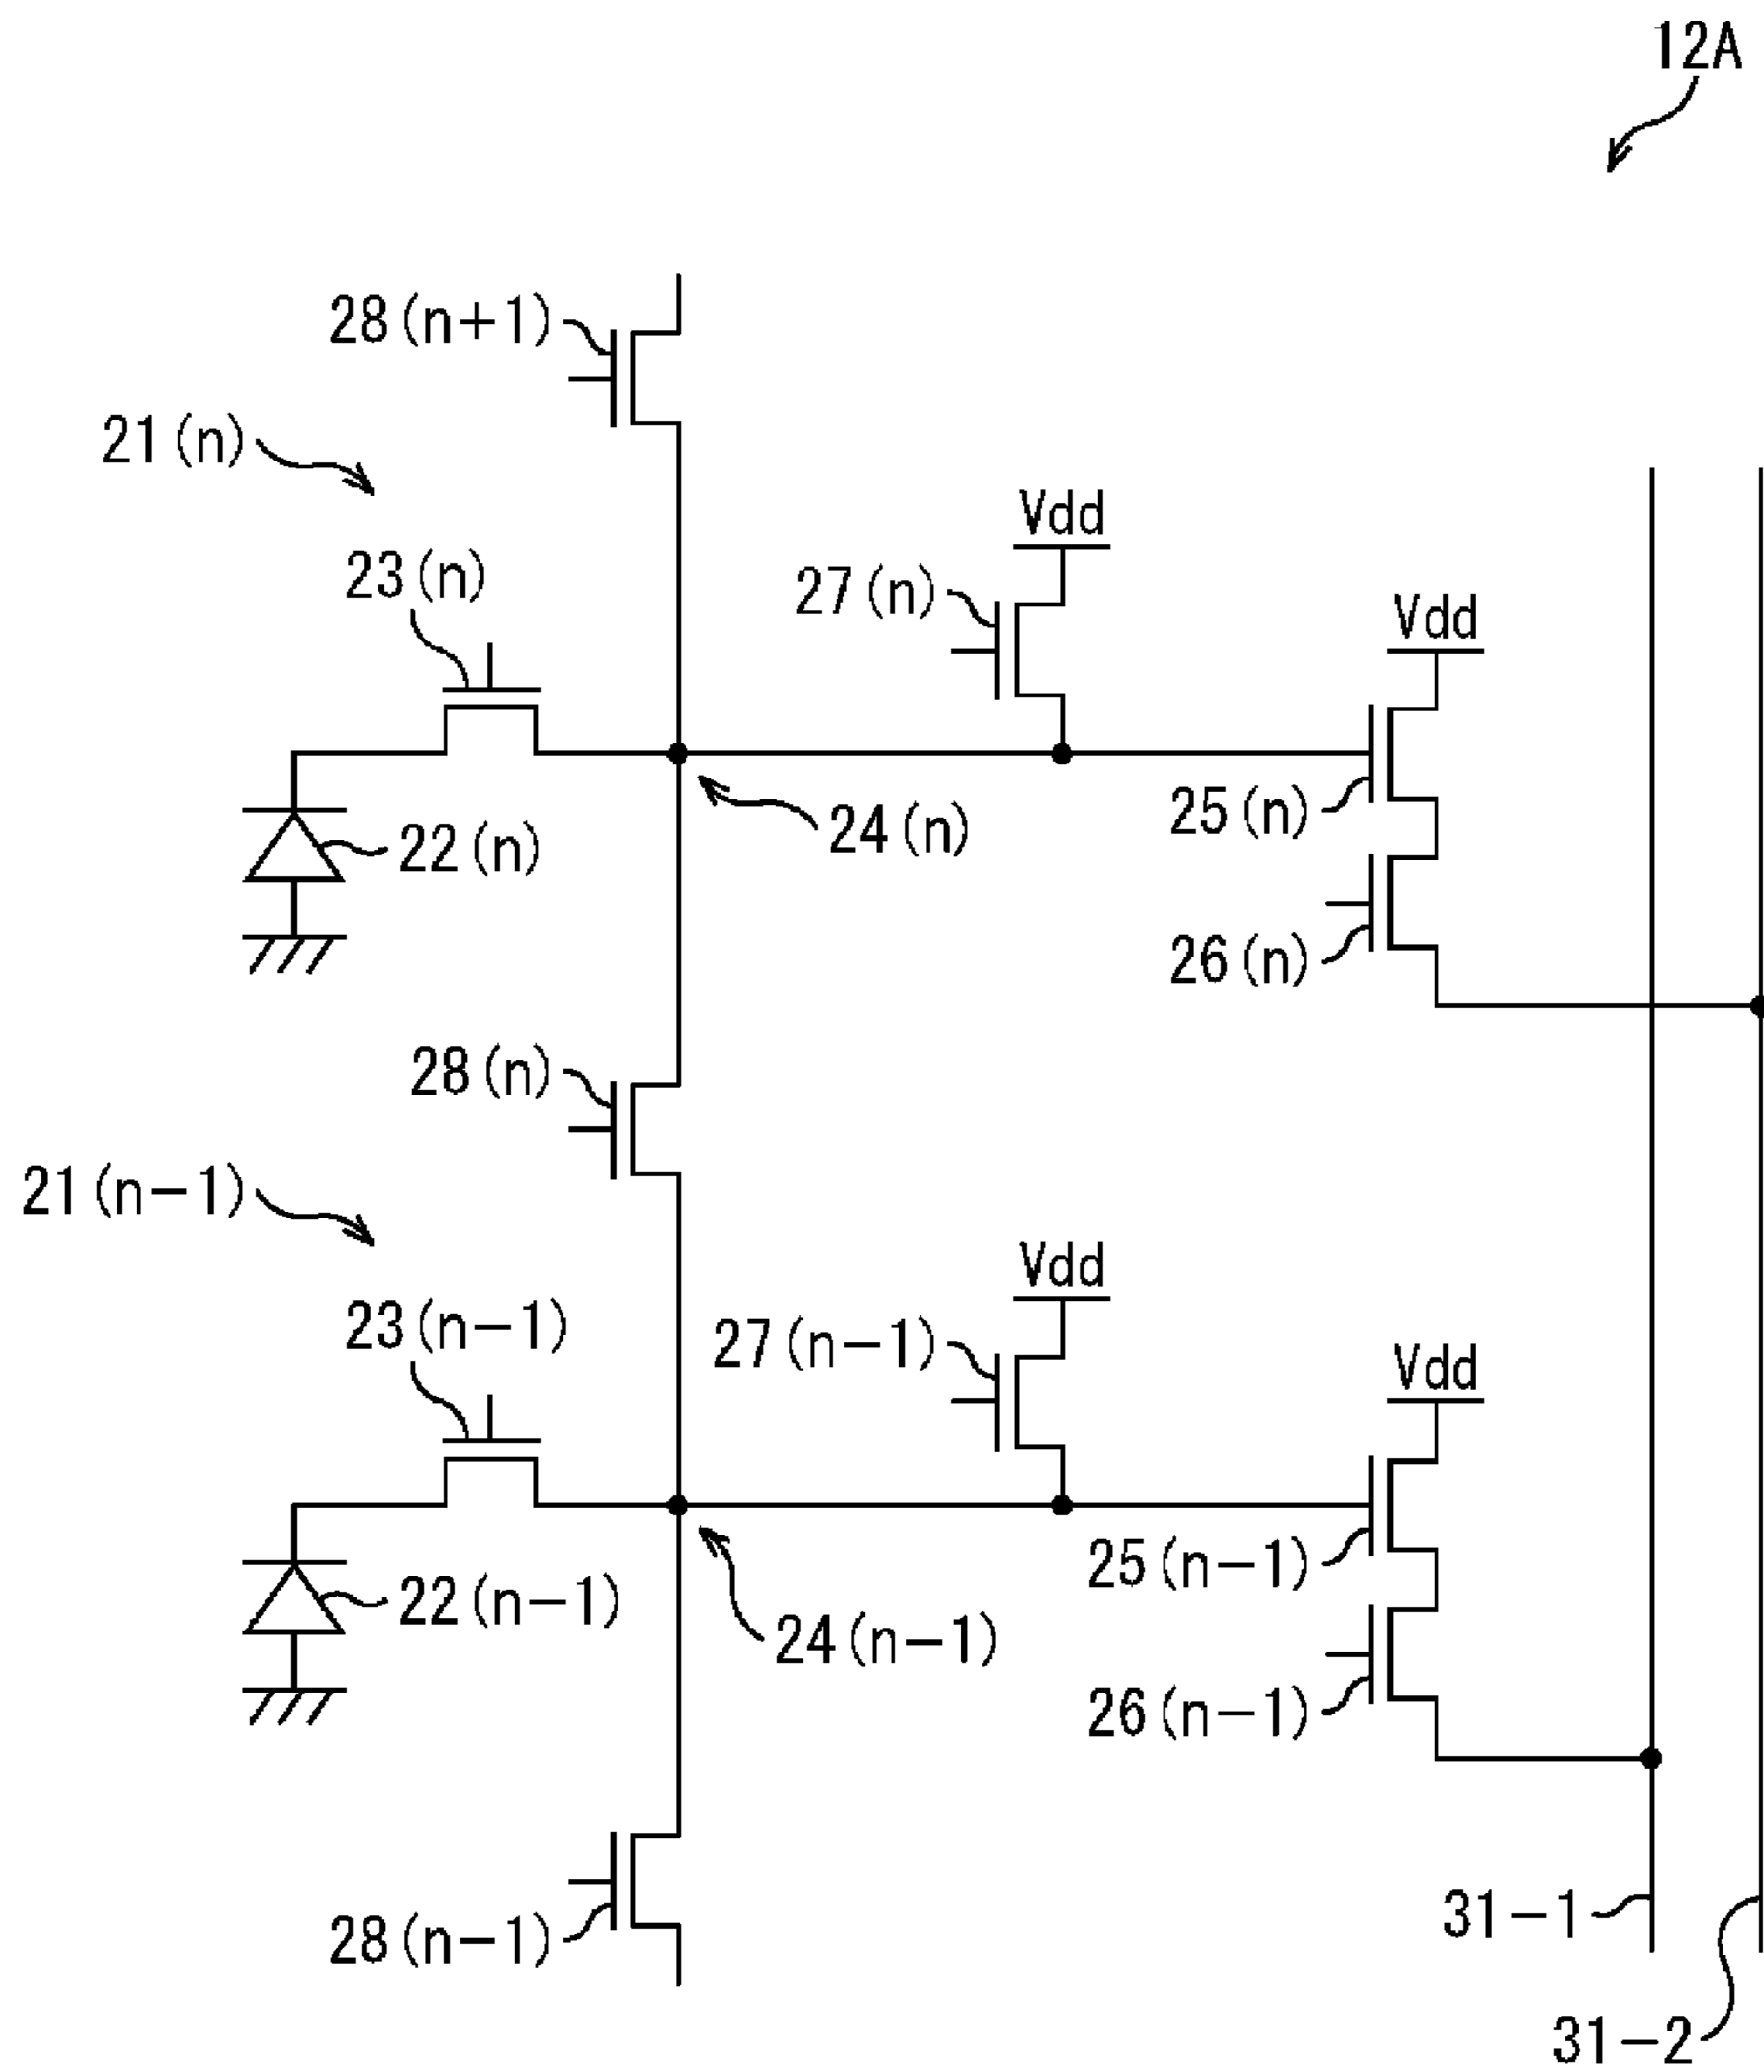 12A
28(n+1)
21(n)
Vdd
23(n)
27(n)
Vdd
25(n)
24(n)
22(n)
26(n)
28(n)
21(n-1)
Vdd
23(n-1)
27(n-1)
Vdd
25(n-1)
22(n-1)
24(n-1)
26(n-1)
31-1
28(n-1)
31-2